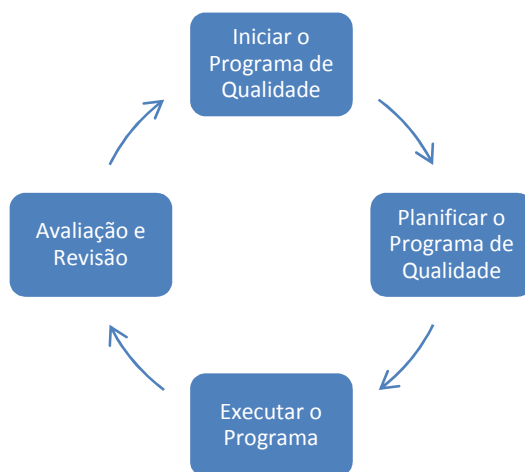 Iniciar o
Programa de
Qualidade
Planificar o
Programa de
Qualidade
Executar o
Programa
Avaliação e
Revisão